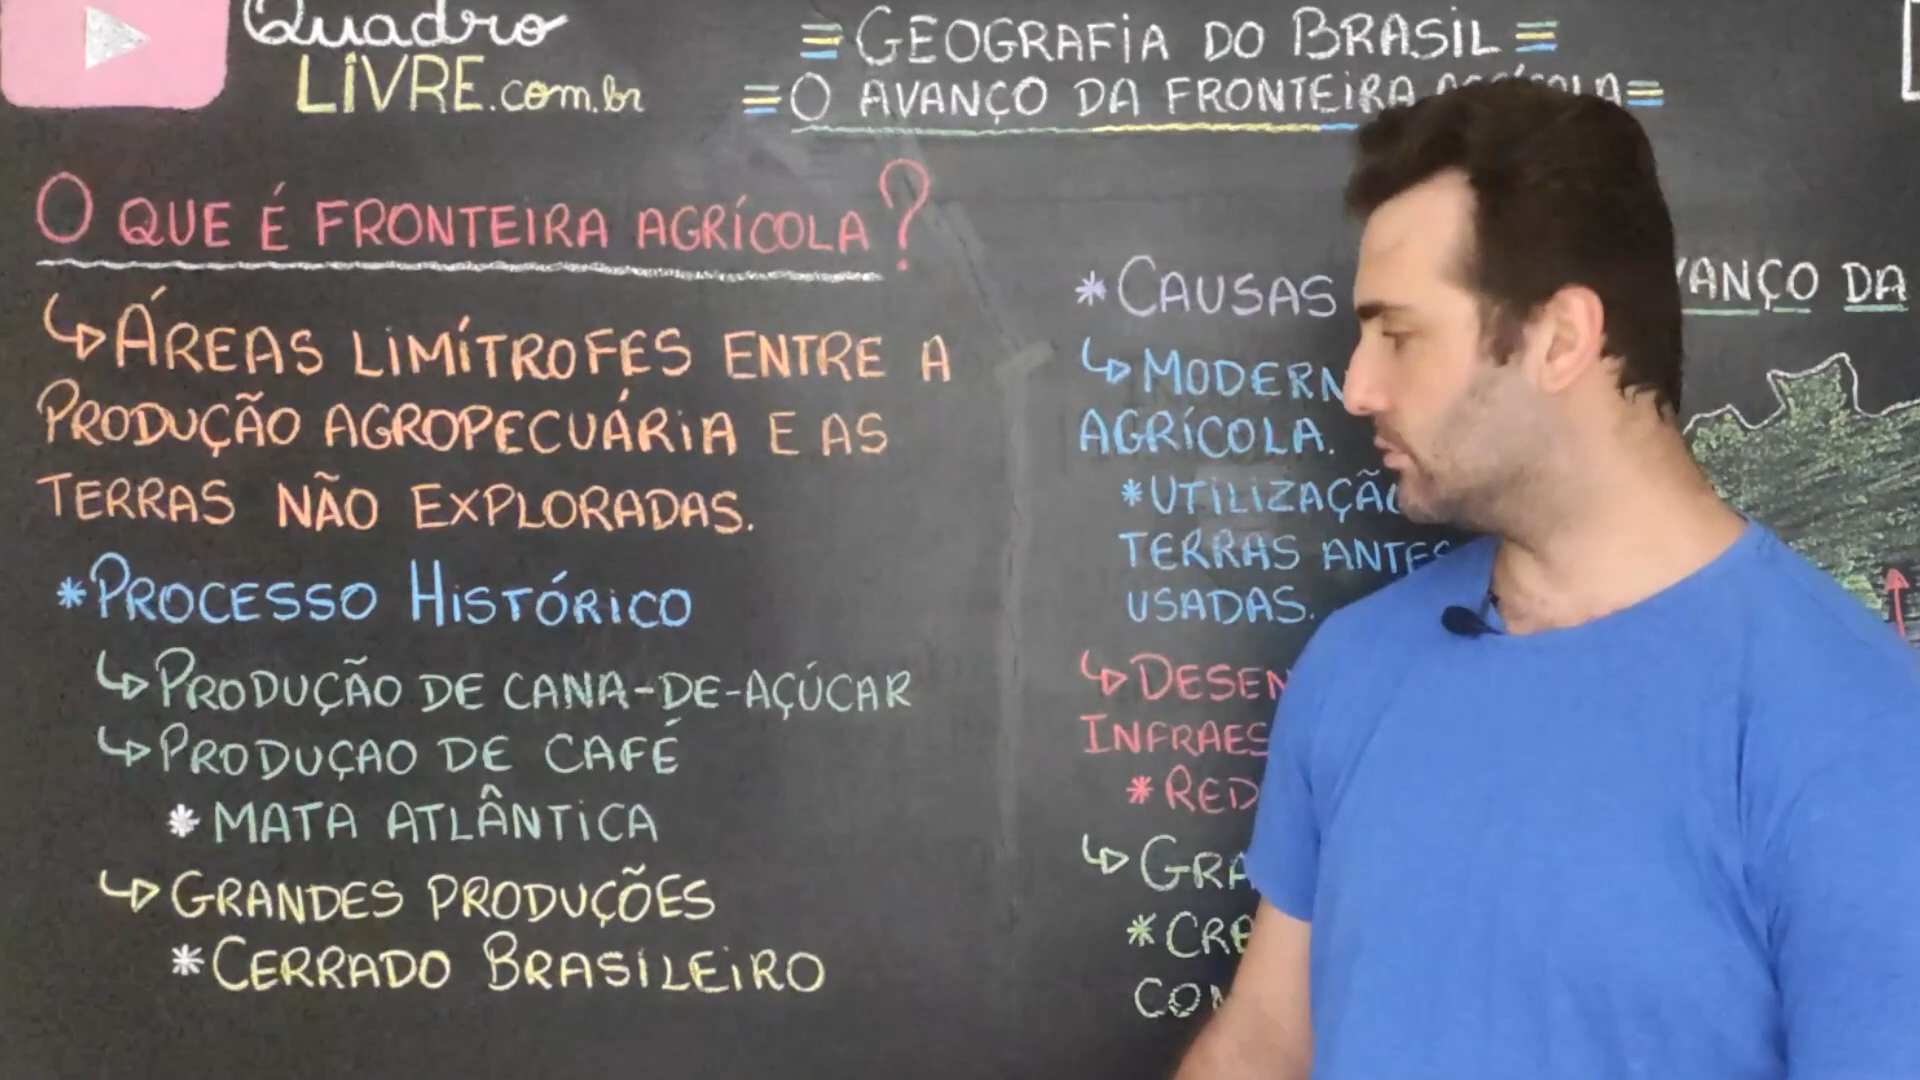 Quadro
LIVRE.com.br
GEOGRAFIA DO BRASIL
O AVANÇO DA FRONTEIRA
O QUE É FRONTEIRA AGRÍCOLA?
ÁREAS LIMÍTROFES ENTRE A
PRODUÇÃO AGROPECUÁRIA E AS
TERRAS NÃO EXPLORADAS.
*PROCESSO HISTÓRICO
PRODUÇÃO DE CANA-DE-AÇÚCAR
PRODUÇAO DE CAFÉ
*MATA ATLÂNTICA
GRANDES PRODUÇÕES
*CERRADO BRASILEIRO
*CAUSAS
AGRÍCOLA.
TERRAS
USADAS.
DA